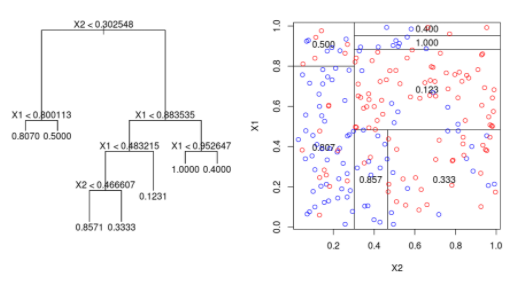 X2 < 0.302548
X1 < 0.800113
X1 < 0.883535
0.8070 0.5000
X1 < 0.483215
X1 < 0.952647
1.0000 0.4000
X2 < 0.466607
0.1231
0.8571 0.3333
X1
1.0
0.8
0.6
0.4
0.2
0.0
0.400
0.500
1.000
0.123
0.807
0.857
0.333
0.2 0.4 0.6 0.8 1.0
X2